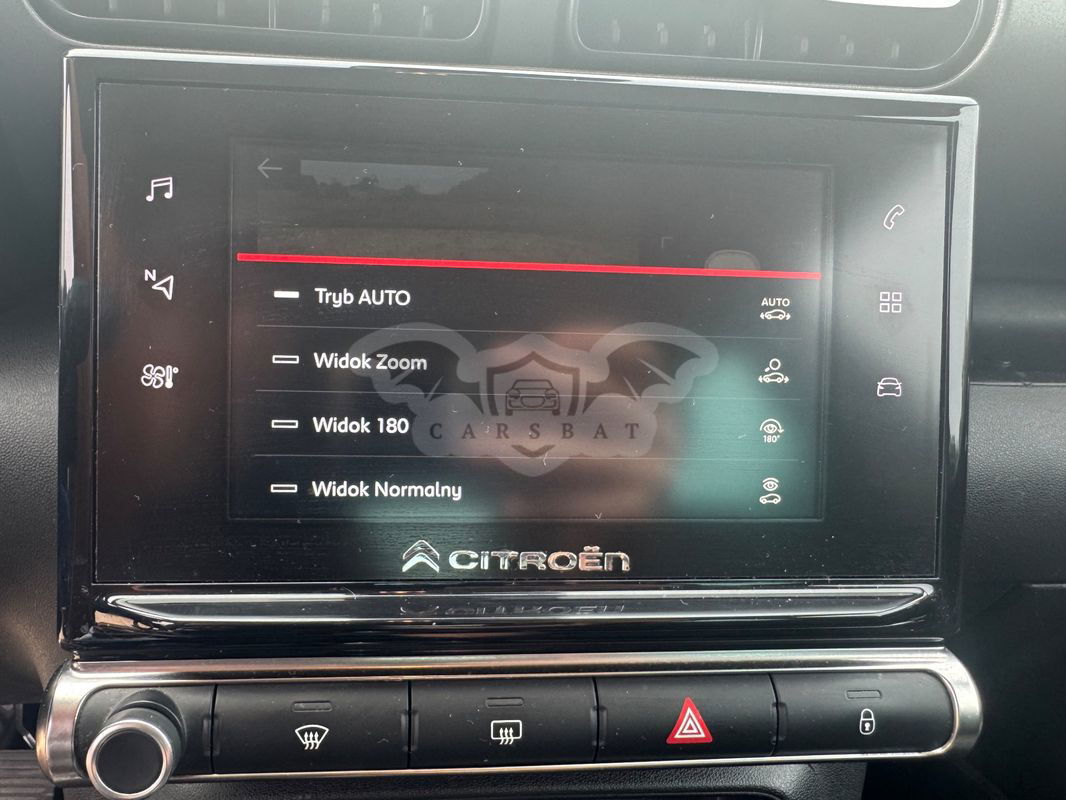 N
Tryb AUTO
AUTO
Widok Zoom
Widok 180
180°
CARSBAT
Widok Normalny
CITROËN